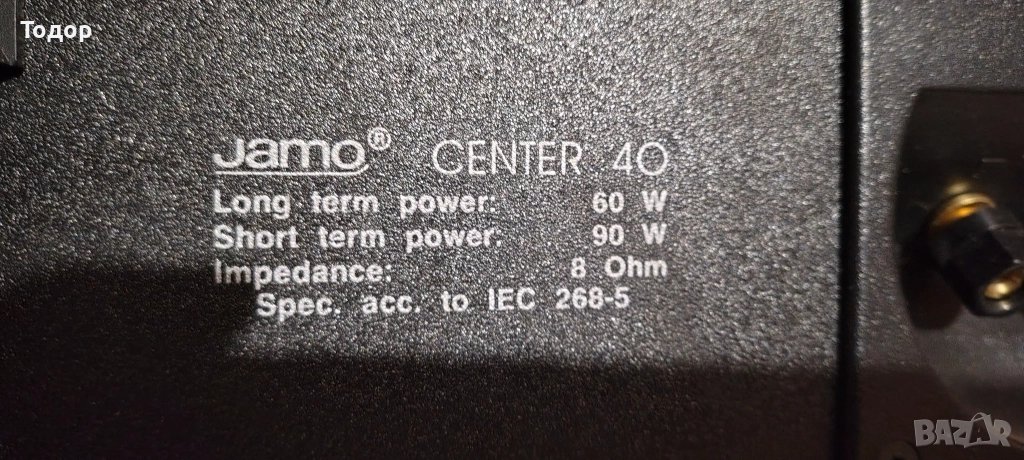 Тодор
Jamo® CENTER 40
Long term power: 60 W
Short term power: 90 W
Impedance: 8 Ohm
Spec. acc. to IEC 268-5
BAZAR